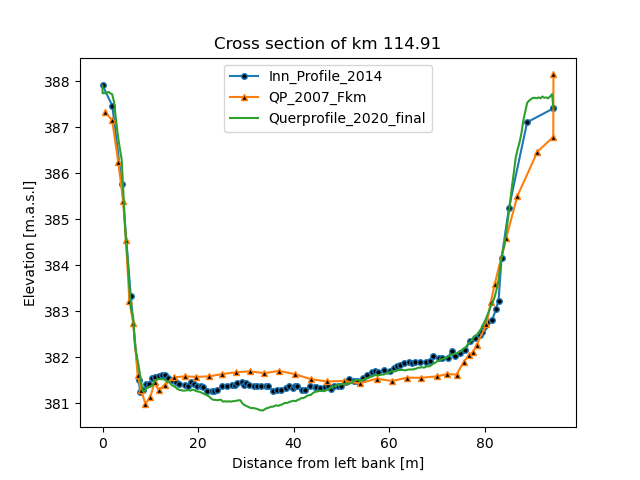 Cross section of km 114.91
Inn_Profile_2014
QP_2007_Fkm
Querprofile_2020_final
Elevation [m.a.s.l]
388
387
386
385
384
383
382
381
0 20 40 60 80
Distance from left bank [m]